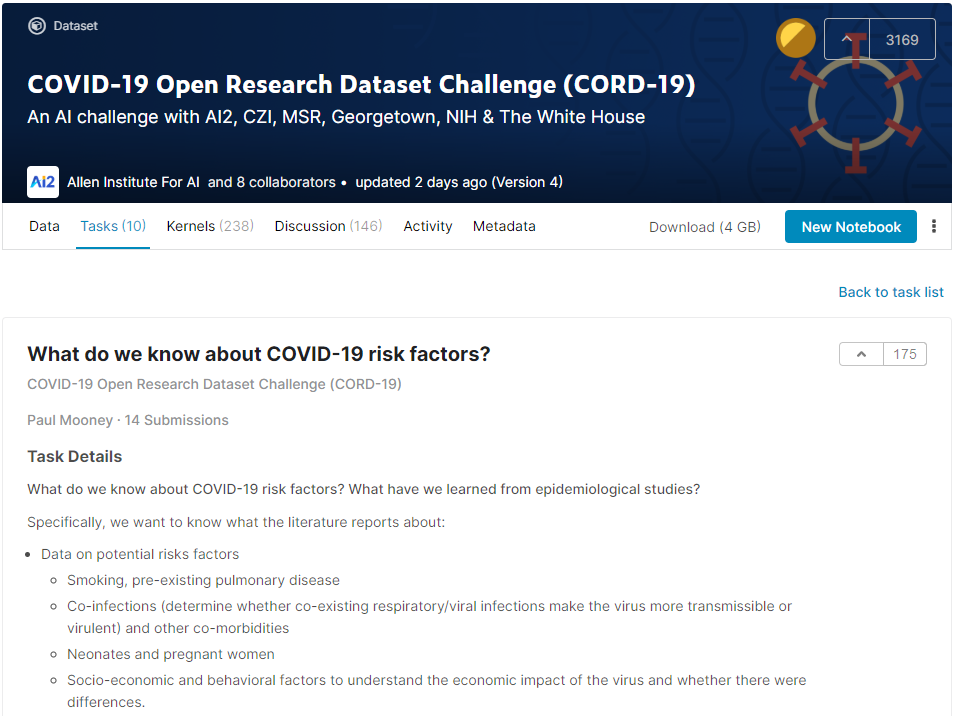 Dataset
3169
COVID-19 Open Research Dataset Challenge (CORD-19)
An AI challenge with AI2, CZI, MSR, Georgetown, NIH & The White House
Ai2 Allen Institute For AI and 8 collaborators • updated 2 days ago (Version 4)
Data Tasks (10) Kernels (238) Discussion (146) Activity Metadata Download (4 GB) New Notebook
Back to task list
What do we know about COVID-19 risk factors?
175
COVID-19 Open Research Dataset Challenge (CORD-19)
Paul Mooney · 14 Submissions
Task Details
What do we know about COVID-19 risk factors? What have we learned from epidemiological studies?
Specifically, we want to know what the literature reports about:
• Data on potential risks factors
◦ Smoking, pre-existing pulmonary disease
◦ Co-infections (determine whether co-existing respiratory/viral infections make the virus more transmissible or
virulent) and other co-morbidities
◦ Neonates and pregnant women
◦ Socio-economic and behavioral factors to understand the economic impact of the virus and whether there were
differences.